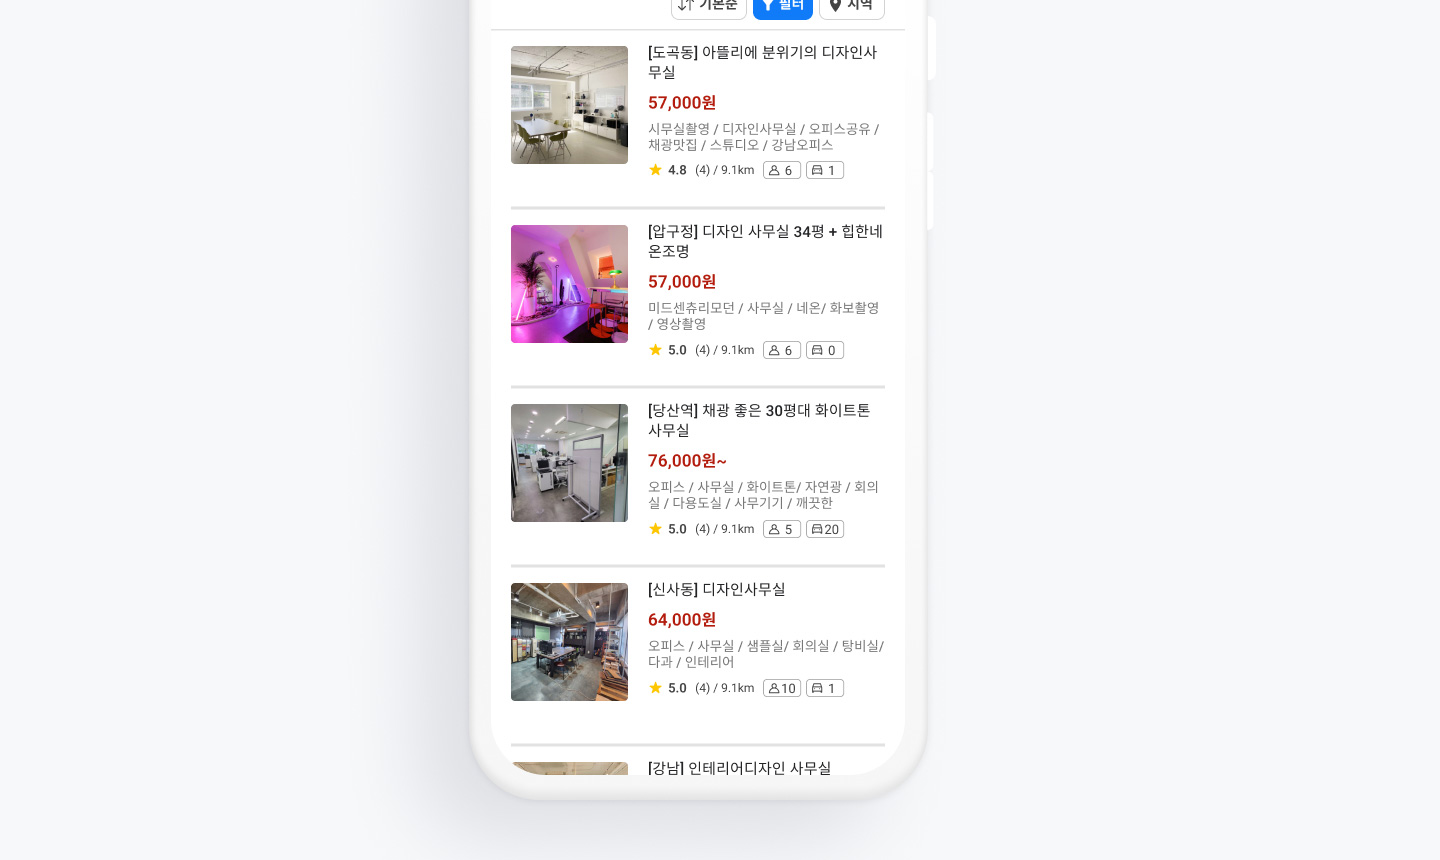 기본순 필터 지역
[도곡동] 아뜰리에 분위기의 디자인사
무실
57,000원
시무실촬영 / 디자인사무실 / 오피스공유 /
채광맛집 / 스튜디오 / 강남오피스
4.8 (4) / 9.1km 6 1
[압구정] 디자인 사무실 34평 + 힙한네
온조명
57,000원
미드센츄리모던 / 사무실 / 네온/ 화보촬영
/ 영상촬영
5.0 (4) / 9.1km 6 0
[당산역] 채광 좋은 30평대 화이트톤
사무실
76,000원~
오피스 / 사무실 / 화이트톤/ 자연광 / 회의
실 / 다용도실 / 사무기기 / 깨끗한
5.0 (4) / 9.1km 5 20
[신사동] 디자인사무실
64,000원
오피스 / 사무실 / 샘플실/ 회의실 / 탕비실/
다과 / 인테리어
5.0 (4) / 9.1km 10 1
[강남] 인테리어디자인 사무실